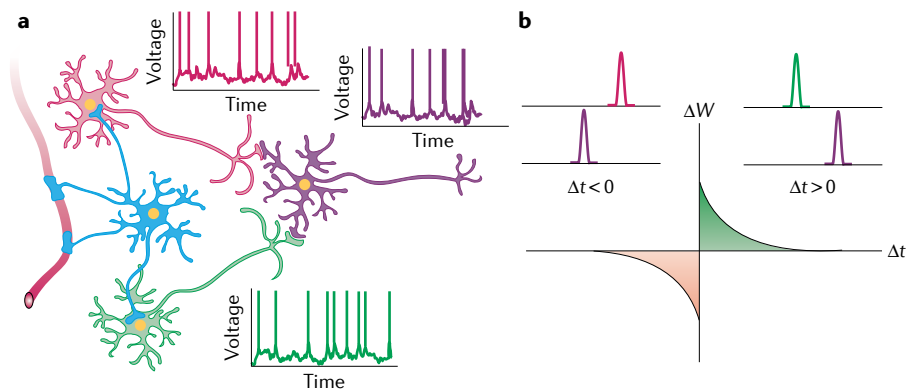 a
Voltage
Time
Voltage
Time
Voltage
Time
b
ΔW
Δt < 0
Δt > 0
Δt